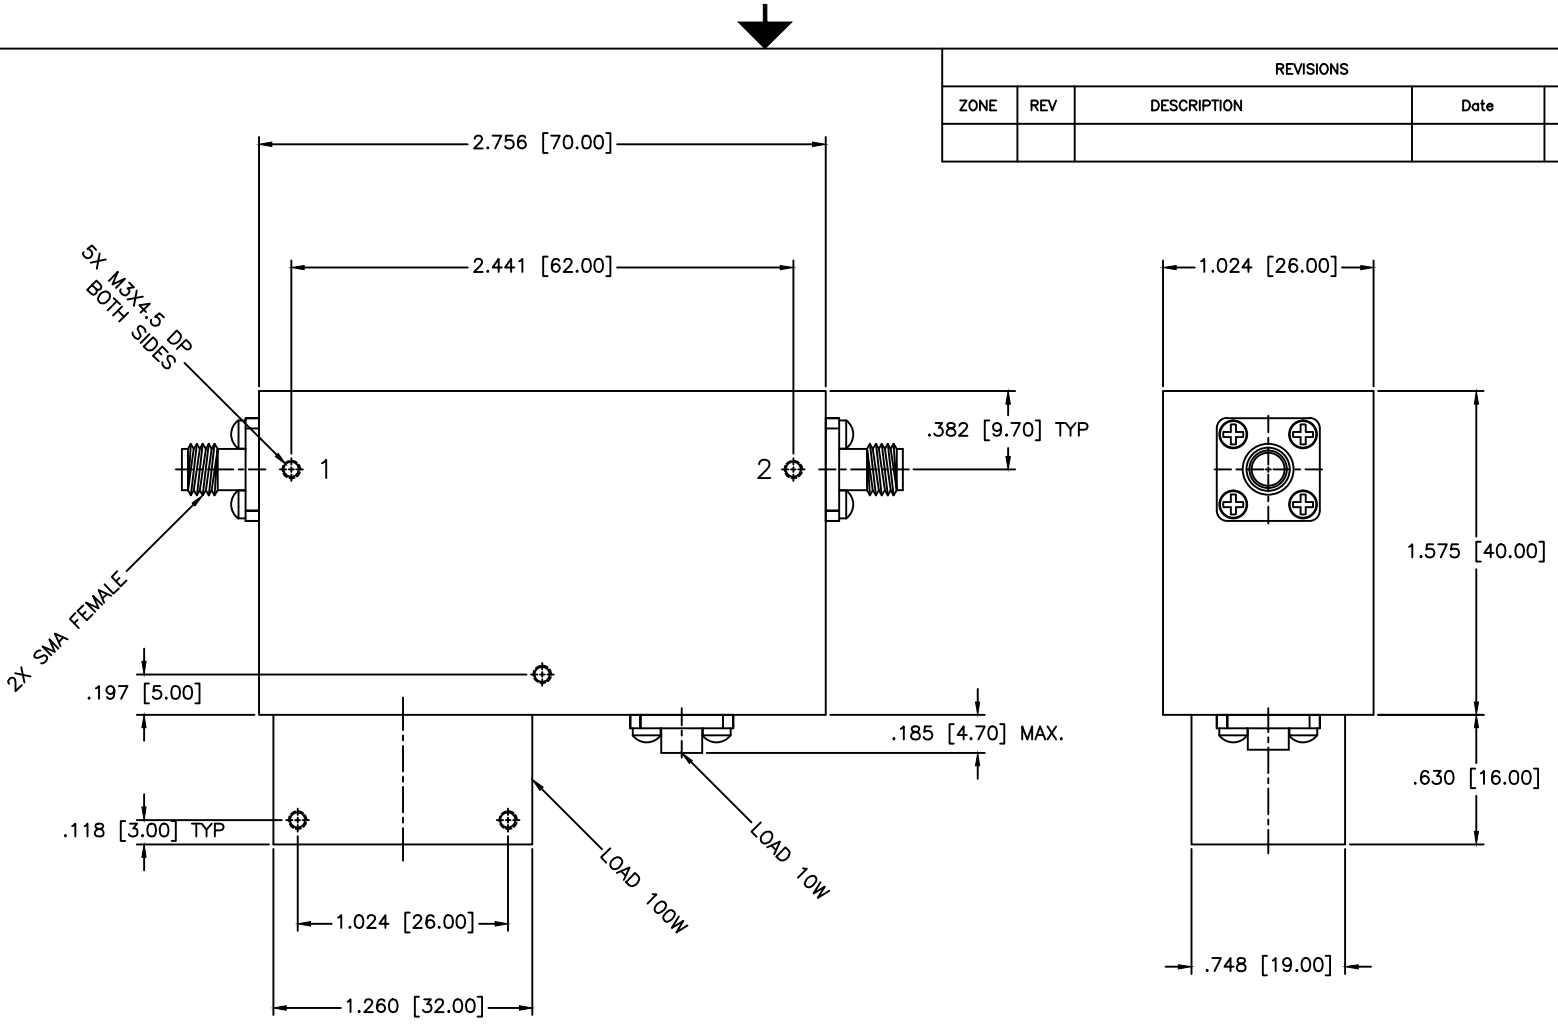 REVISIONS
ZONE REV DESCRIPTION Date
2.756 [70.00]
2.441 [62.00]
1.024 [26.00]
5X M3X4.5 DP
BOTH SIDES
.382 [9.70] TYP
1
2
1.575 [40.00]
2X SMA FEMALE
.197 [5.00]
.185 [4.70] MAX.
.630 [16.00]
.118 [3.00] TYP
LOAD 10W
LOAD 100W
1.024 [26.00]
.748 [19.00]
1.260 [32.00]